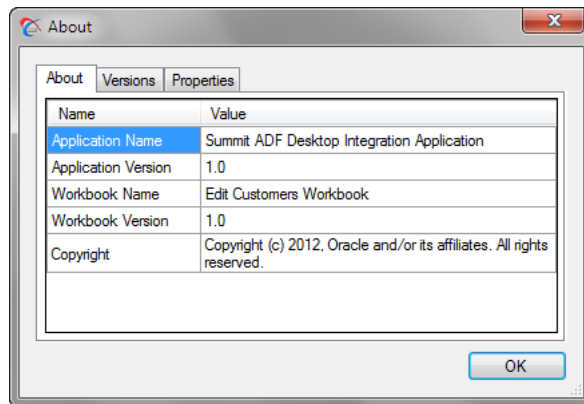 About
About Versions Properties
Name Value
Application Name Summit ADF Desktop Integration Application
Application Version 1.0
Workbook Name Edit Customers Workbook
Workbook Version 1.0
Copyright Copyright (c) 2012, Oracle and/or its affiliates. All rights
reserved.
OK